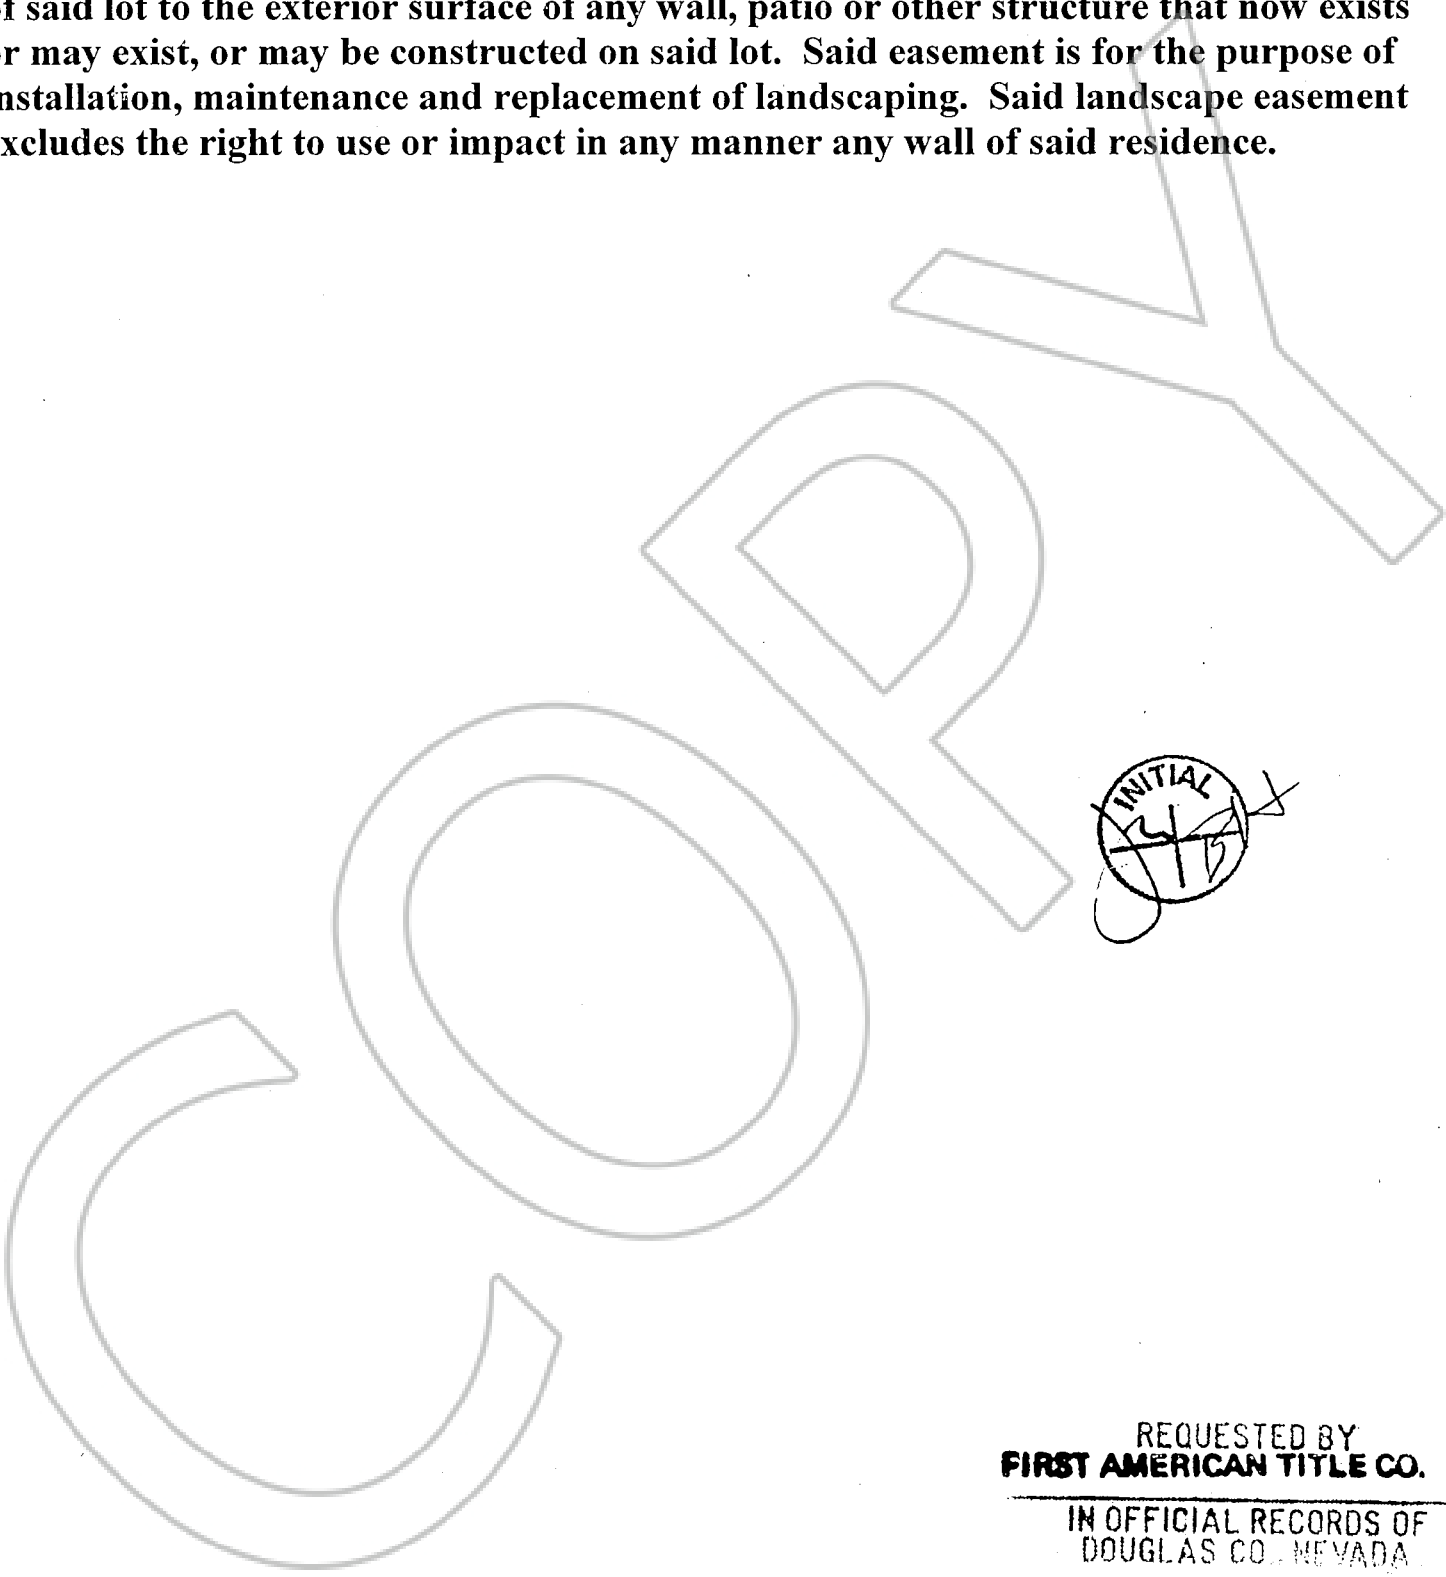 f said lot to the exterior surface of any wall, patio or other structure that now exists
r may exist, or may be constructed on said lot. Said easement is for the purpose of
nstallation, maintenance and replacement of landscaping. Said landscape easement
xcludes the right to use or impact in any manner any wall of said residence.
COPY
INITIAL
REQUESTED BY
FIRST AMERICAN TITLE CO.
IN OFFICIAL RECORDS OF
DOUGLAS CO., NEVADA